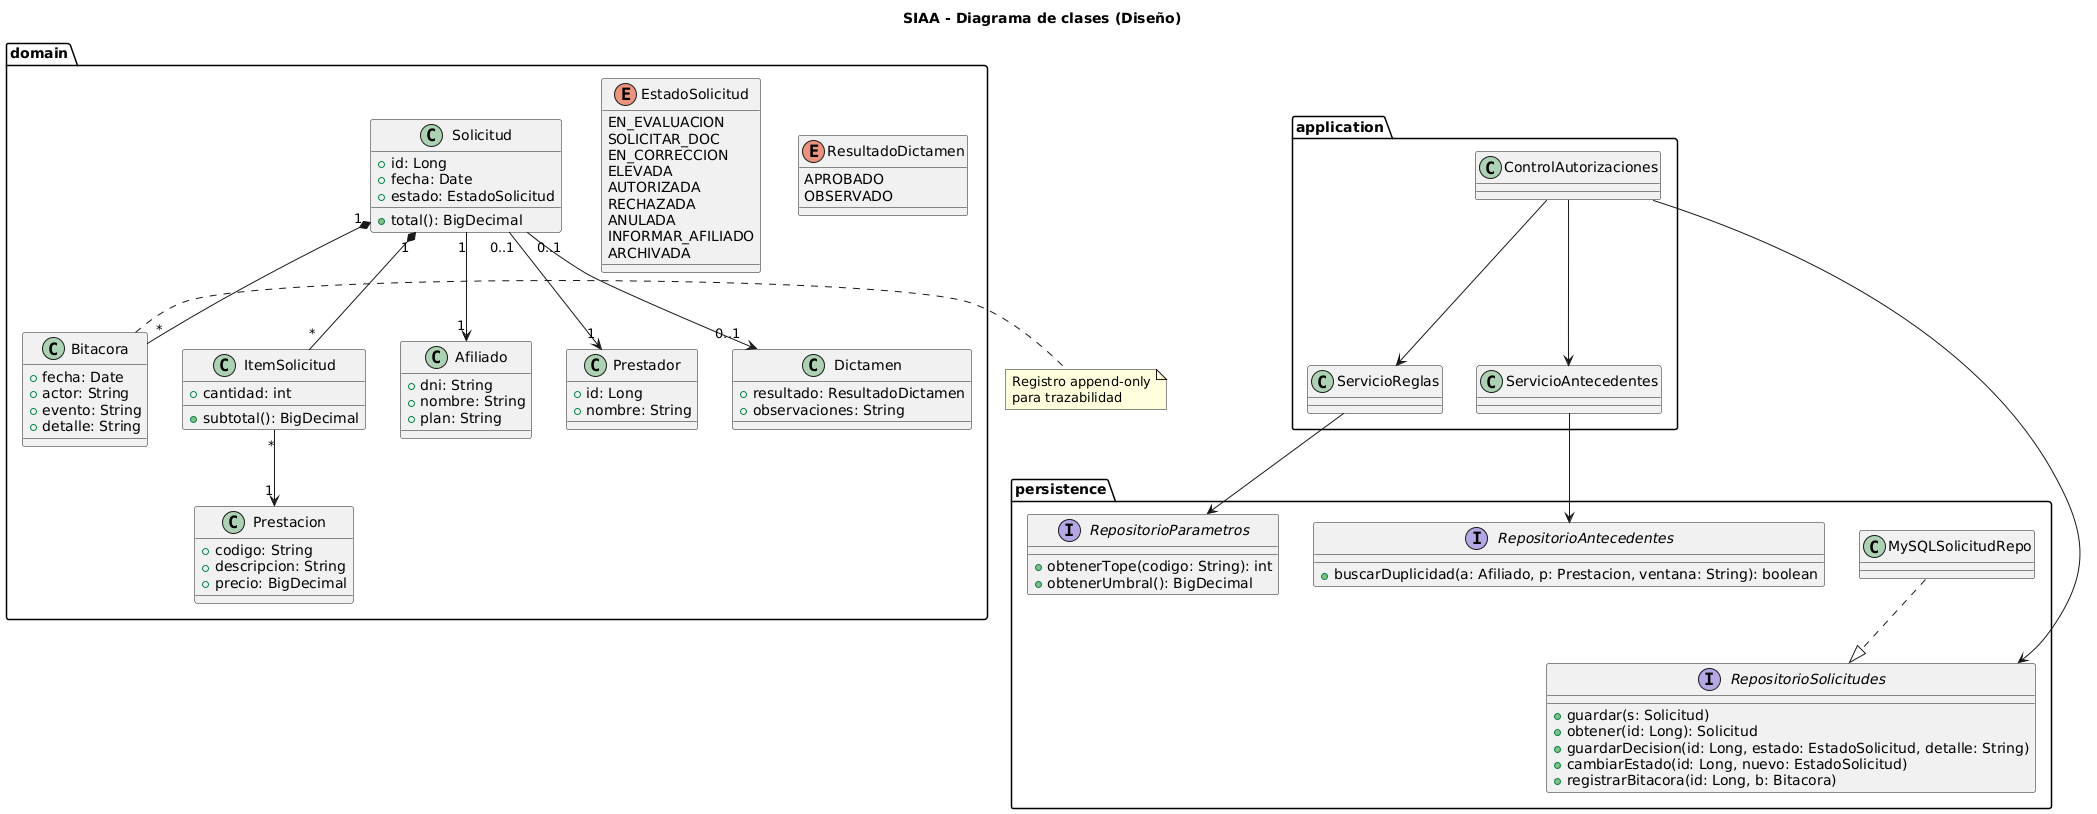 SIAA - Diagrama de clases (Diseño)
domain
E EstadoSolicitud
EN_EVALUACION
SOLICITAR_DOC
EN_CORRECCION
ELEVADA
AUTORIZADA
RECHAZADA
ANULADA
INFORMAR_AFILIADO
ARCHIVADA
C Solicitud
id: Long
fecha: Date
estado: EstadoSolicitud
total(): BigDecimal
E ResultadoDictamen
APROBADO
OBSERVADO
1
1
1
0..1
0..1
*
*
1
1
0..1
C Bitacora
fecha: Date
actor: String
evento: String
detalle: String
C ItemSolicitud
cantidad: int
subtotal(): BigDecimal
C Afiliado
dni: String
nombre: String
plan: String
C Prestador
id: Long
nombre: String
C Dictamen
resultado: ResultadoDictamen
observaciones: String
*
1
C Prestacion
codigo: String
descripcion: String
precio: BigDecimal
Registro append-only
para trazabilidad
application
C ControlAutorizaciones
C ServicioReglas
C ServicioAntecedentes
persistence
I RepositorioParametros
obtenerTope(codigo: String): int
obtenerUmbral(): BigDecimal
I RepositorioAntecedentes
buscarDuplicidad(a: Afiliado, p: Prestacion, ventana: String): boolean
C MySQLSolicitudRepo
I RepositorioSolicitudes
guardar(s: Solicitud)
obtener(id: Long): Solicitud
guardarDecision(id: Long, estado: EstadoSolicitud, detalle: String)
cambiarEstado(id: Long, nuevo: EstadoSolicitud)
registrarBitacora(id: Long, b: Bitacora)